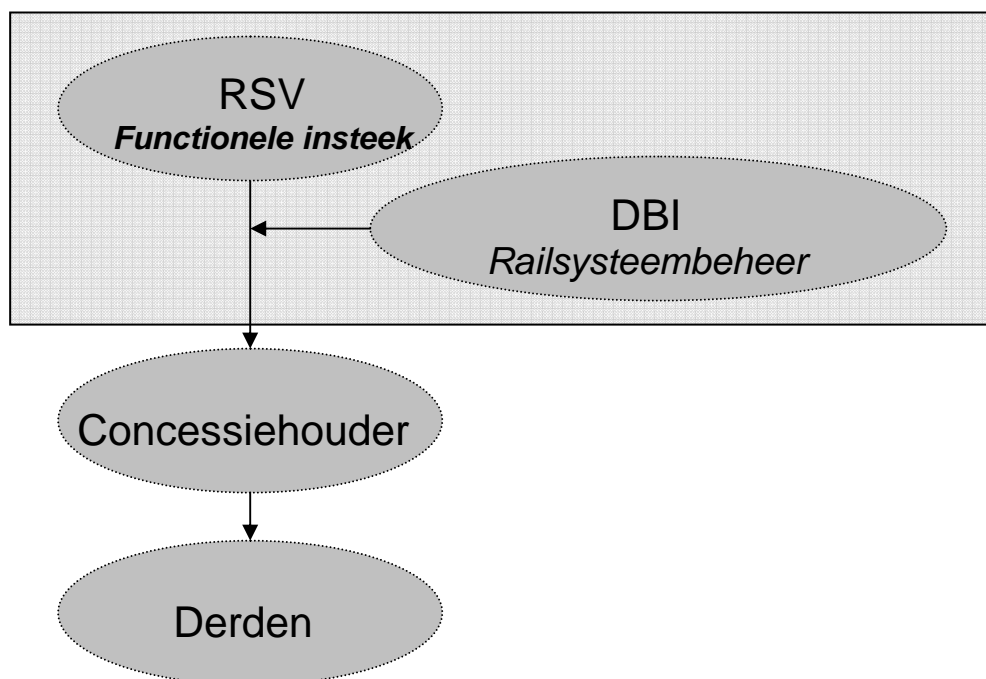 RSV
Functionele insteek
DBI
Railsysteembeheer
Concessiehouder
Derden